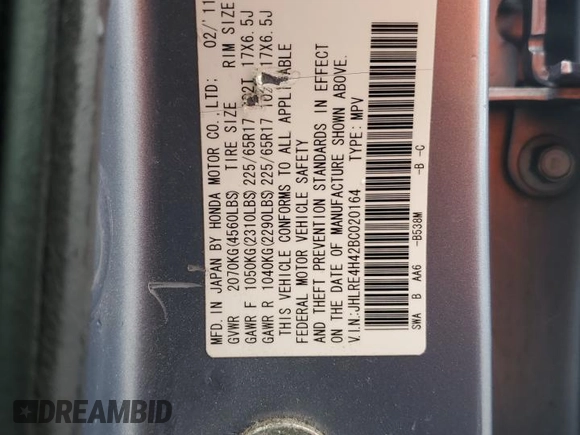 MFD. IN JAPAN BY HONDA MOTOR CO.,LTD: 02/'11
GVWR 2070KG(4560LBS) TIRE SIZE RIM SIZE
GAWR F 1050KG(2310LBS) 225/65R17 17X6.5J
GAWR R 1040KG(2290LBS) 225/65R17 17X6.5J
THIS VEHICLE CONFORMS TO ALL APPLICABLE
FEDERAL MOTOR VEHICLE SAFETY
AND THEFT PREVENTION STANDARDS IN EFFECT
ON THE DATE OF MANUFACTURE SHOWN ABOVE.
V.I.N:JHLRE4H42BC020164 TYPE: MPV
SWA B AA6 -B538M -B -C
DREAMBID